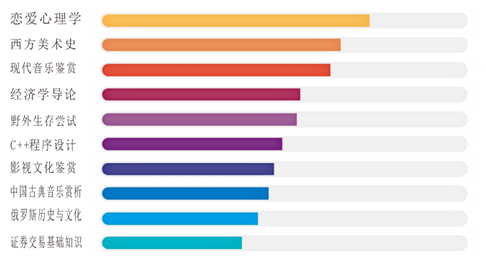 恋爱心理学
西方美术史
现代音乐鉴赏
经济学导论
野外生存尝试
C++程序设计
影视文化鉴赏
中国古典音乐赏析
俄罗斯历史与文化
证券交易基础知识